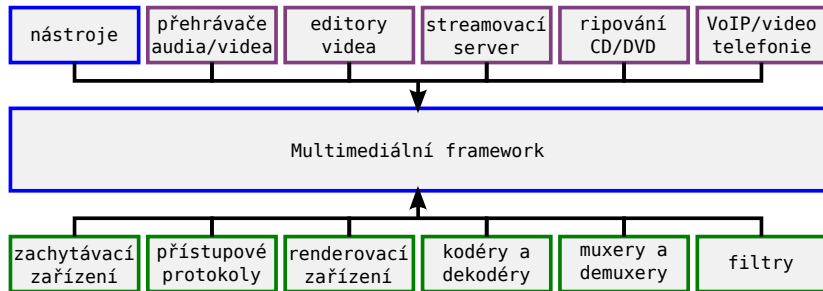 nástroje
přehrávače
audia/videa
editory
videa
streamovací
server
ripování
CD/DVD
VoIP/video
telefonie
Multimediální framework
zachytávací
zařízení
přístupové
protokoly
renderovací
zařízení
kodéry a
dekodéry
muxery a
demuxery
filtry